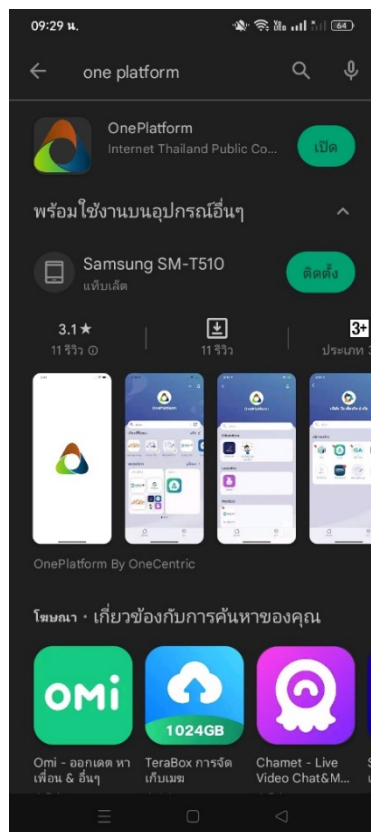 09:29 น.
64
one platform
OnePlatform
Internet Thailand Public Co...
เปิด
พร้อมใช้งานบนอุปกรณ์อื่นๆ
Samsung SM-T510
แท็บเล็ต
ติดตั้ง
3.1★
11 รีวิว
11 รีวิว
3+
ประเภท 3
OnePlatform
OnePlatform
OnePlatform By OneCentric
โฆษณา · เกี่ยวข้องกับการค้นหาของคุณ
omi
1024GB
Omi - ออกเดต หา
เพื่อน & อื่นๆ
TeraBox การจัด
เก็บเมฆ
Chamet - Live
Video Chat&M...